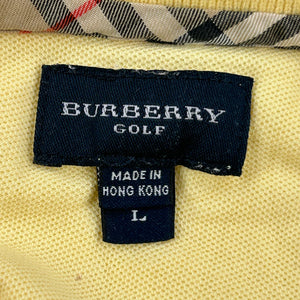 BURBERRY
GOLF
MADE IN
HONG KONG
L